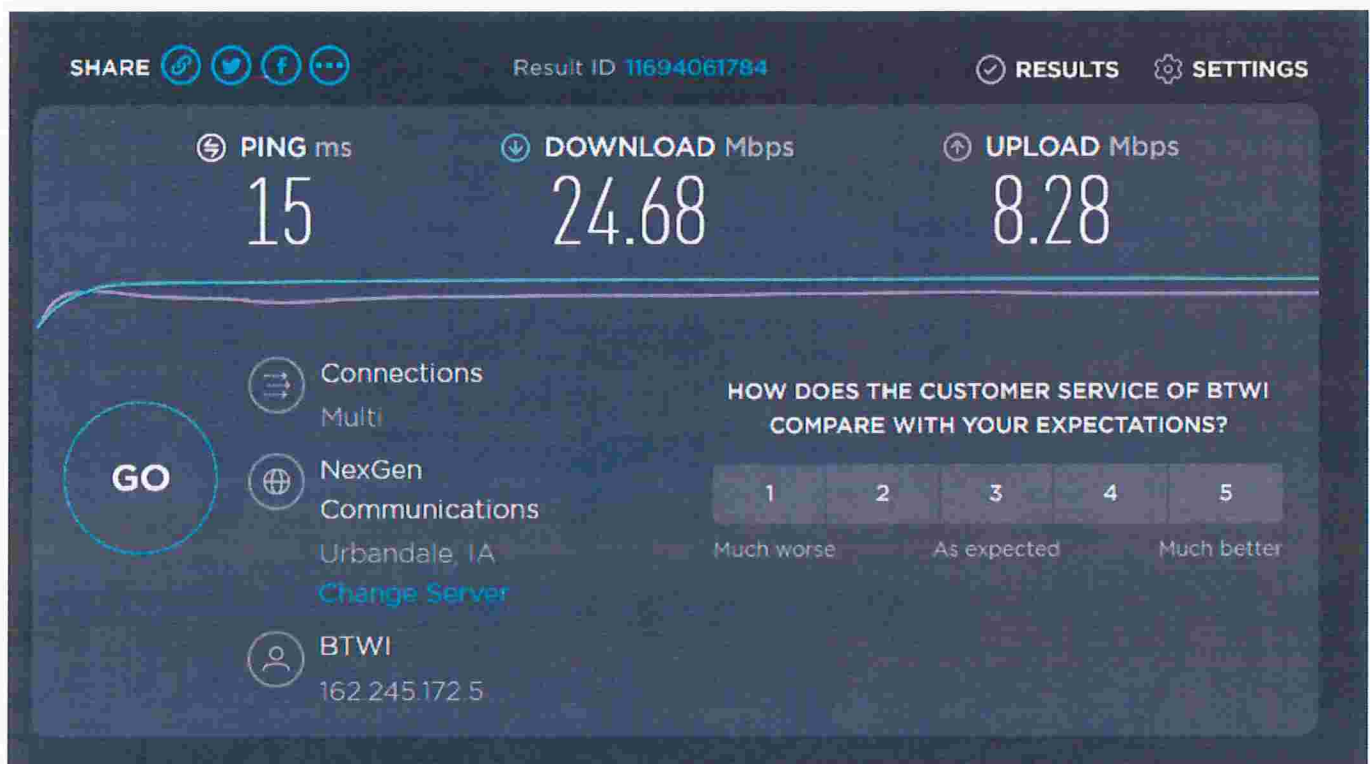 SHARE Result ID 11694061784 RESULTS SETTINGS
PING ms DOWNLOAD Mbps UPLOAD Mbps
15 24.68 8.28
Connections
Multi
HOW DOES THE CUSTOMER SERVICE OF BTWI
COMPARE WITH YOUR EXPECTATIONS?
GO
NexGen
Communications
Urbandale, IA
Change Server
1 2 3 4 5
Much worse As expected Much better
BTWI
162.245.172.5